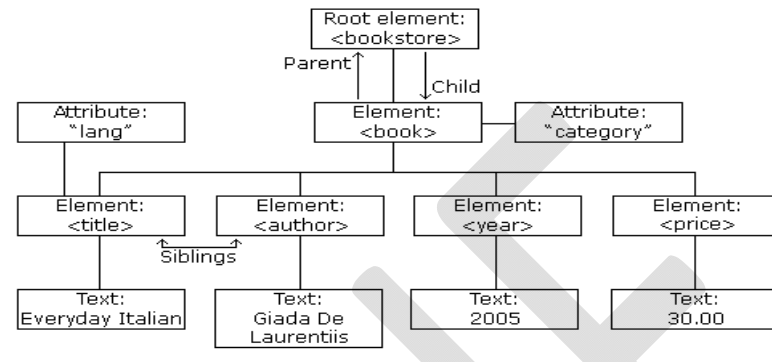 Root element:
<bookstore>
Parent
Child
Attribute:
"lang"
Element:
<book>
Attribute:
"category"
Element:
<title>
Element:
<author>
Element:
<year>
Element:
<price>
Siblings
Text:
Everyday Italian
Text:
Giada De
Laurentiis
Text:
2005
Text:
30.00